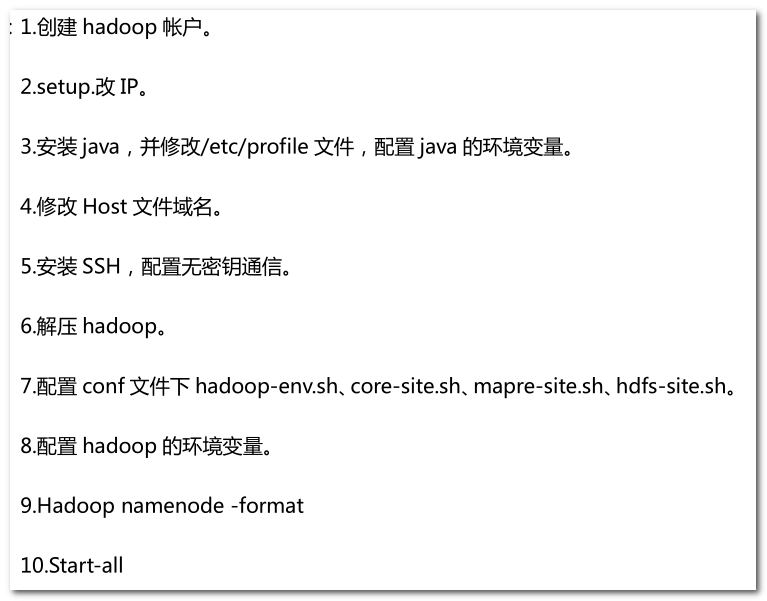 : 1.创建 hadoop 帐户。
2.setup.改 IP。
3.安装 java，并修改/etc/profile 文件，配置 java 的环境变量。
4.修改 Host 文件域名。
5.安装 SSH，配置无密钥通信。
6.解压 hadoop。
7.配置 conf 文件下 hadoop-env.sh、core-site.sh、mapre-site.sh、hdfs-site.sh。
8.配置 hadoop 的环境变量。
9.Hadoop namenode -format
10.Start-all